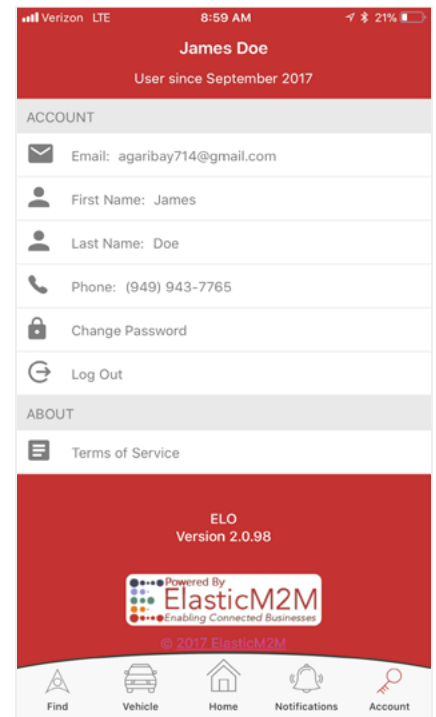 Verizon LTE 8:59 AM 21%
James Doe
User since September 2017
ACCOUNT
Email: agaribay714@gmail.com
First Name: James
Last Name: Doe
Phone: (949) 943-7765
Change Password
Log Out
ABOUT
Terms of Service
ELO
Version 2.0.98
Powered By
ElasticM2M
Enabling Connected Businesses
© 2017 ElasticM2M
Find Vehicle Home Notifications Account